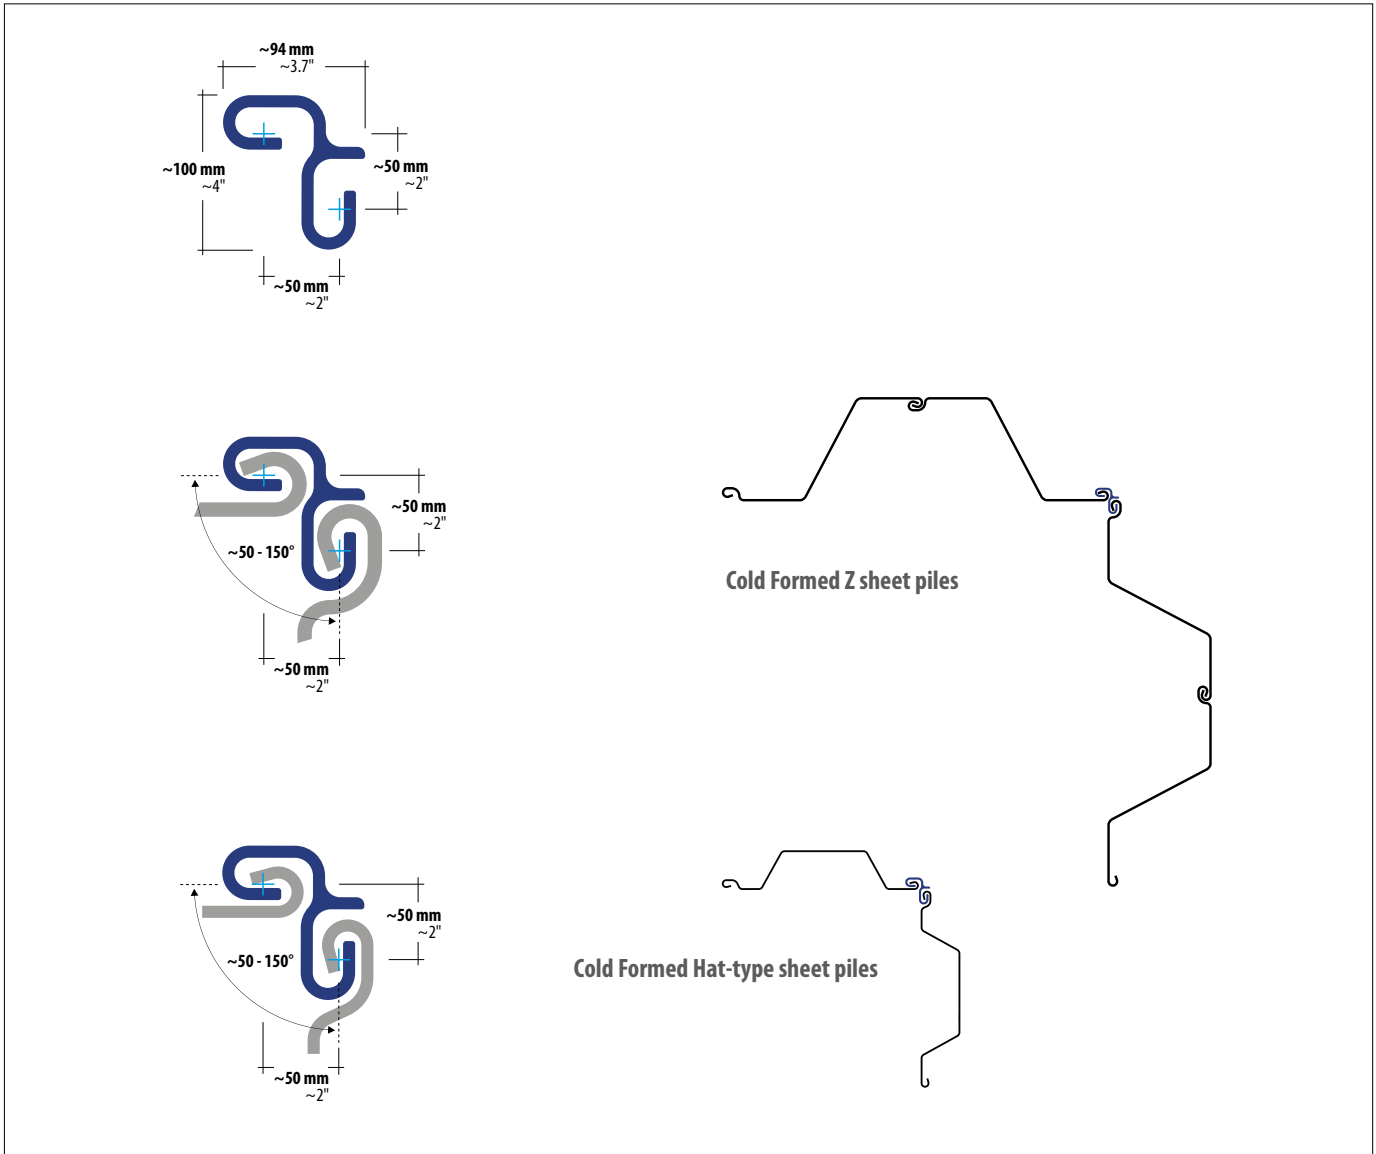 ~94 mm
~3.7"
~100 mm
~4"
~50 mm
~2"
~50 mm
~2"
~50 mm
~2"
~50 - 150°
~50 mm
~2"
Cold Formed Z sheet piles
~50 mm
~2"
~50 - 150°
~50 mm
~2"
Cold Formed Hat-type sheet piles